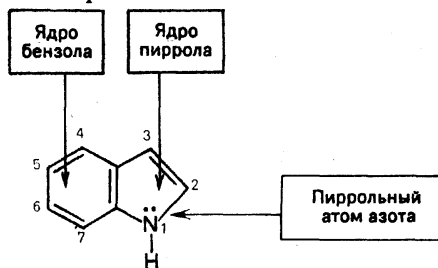 Ядро
бензола
Ядро
пиррола
4
3
5
2
6
7
N 1
H
Пиррольный
атом азота